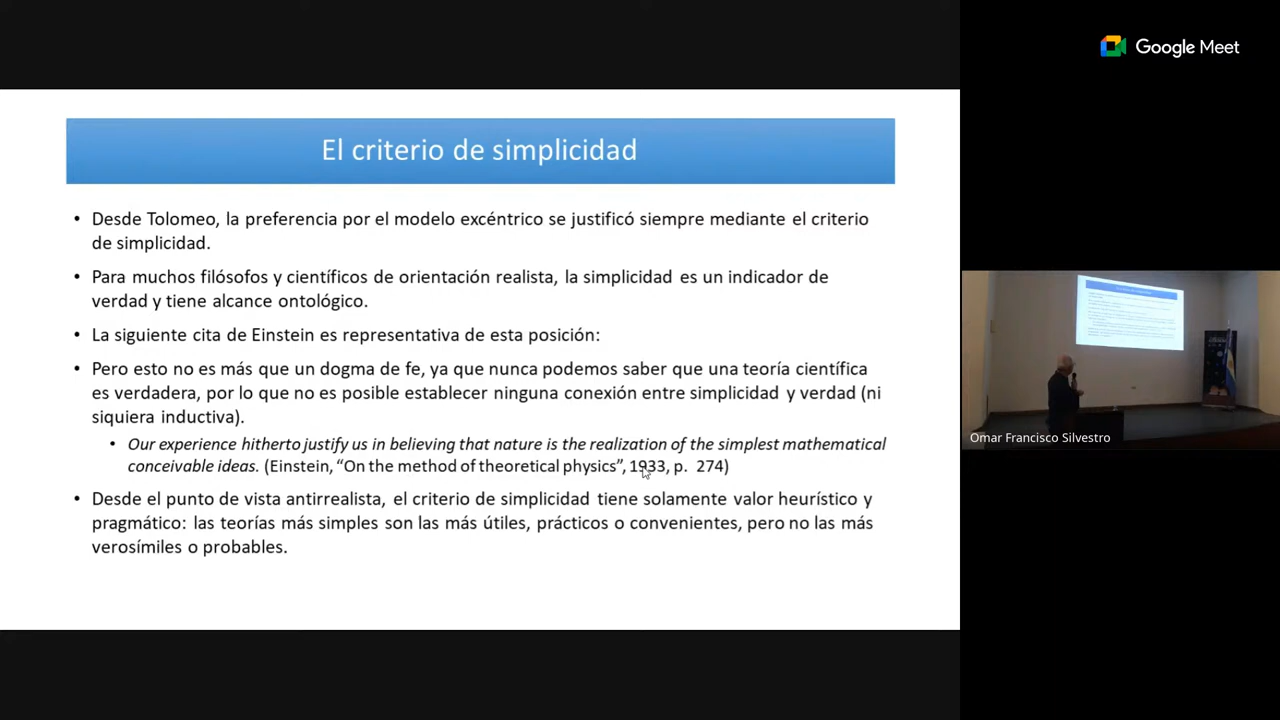 Google Meet
El criterio de simplicidad
• Desde Tolomeo, la preferencia por el modelo excéntrico se justificó siempre mediante el criterio
de simplicidad.
• Para muchos filósofos y científicos de orientación realista, la simplicidad es un indicador de
verdad y tiene alcance ontológico.
• La siguiente cita de Einstein es representativa de esta posición:
• Pero esto no es más que un dogma de fe, ya que nunca podemos saber que una teoría científica
es verdadera, por lo que no es posible establecer ninguna conexión entre simplicidad y verdad (ni
siquiera inductiva).
• Our experience hitherto justify us in believing that nature is the realization of the simplest mathematical
conceivable ideas. (Einstein, “On the method of theoretical physics”, 1933, p. 274)
• Desde el punto de vista antirrealista, el criterio de simplicidad tiene solamente valor heurístico y
pragmático: las teorías más simples son las más útiles, prácticos o convenientes, pero no las más
verosímiles o probables.
Omar Francisco Silvestro